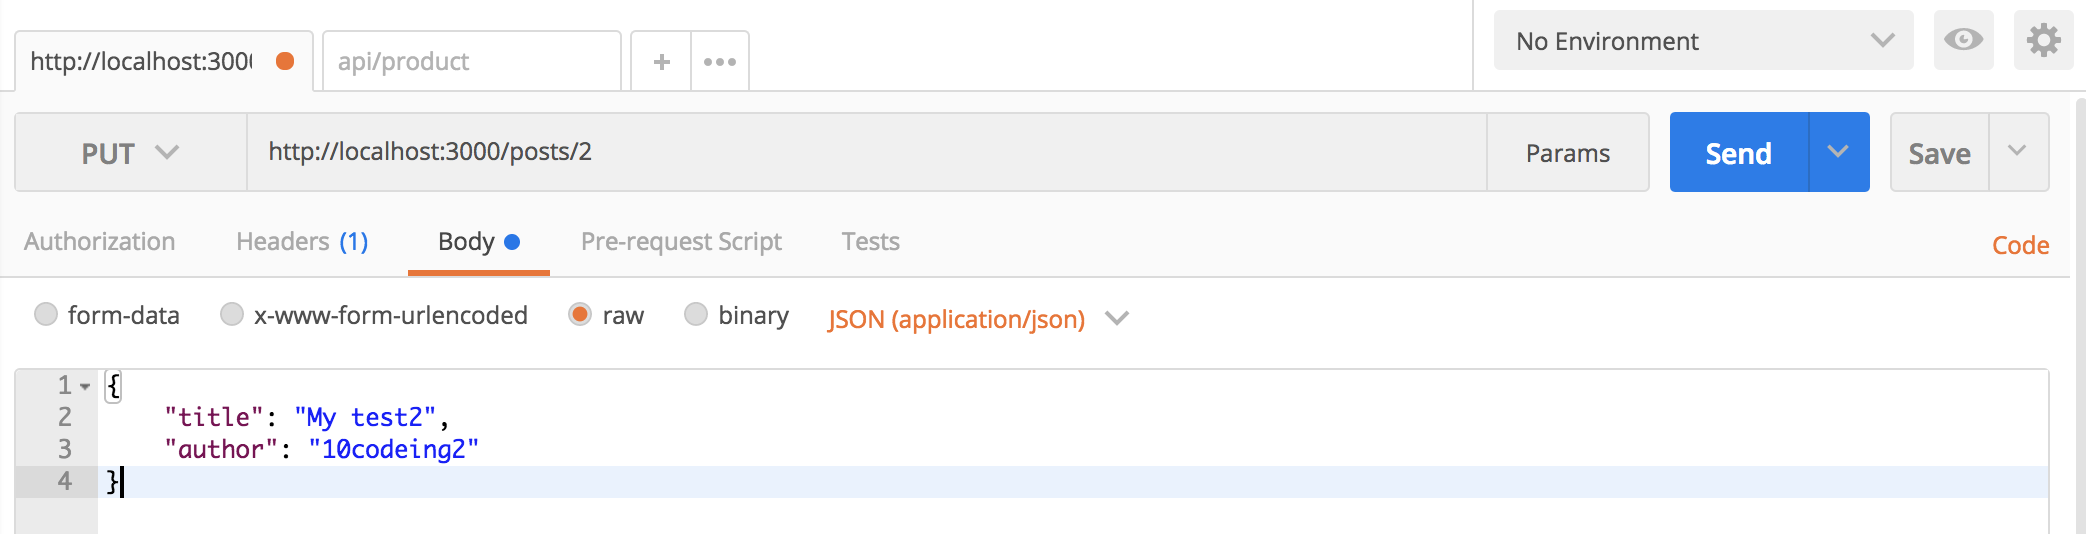 http://localhost:300
api/product
+
No Environment
PUT
http://localhost:3000/posts/2
Params
Send
Save
Authorization
Headers (1)
Body
Pre-request Script
Tests
Code
form-data
x-www-form-urlencoded
raw
binary
JSON (application/json)
1 {
2 "title": "My test2",
3 "author": "10codeing2"
4 }